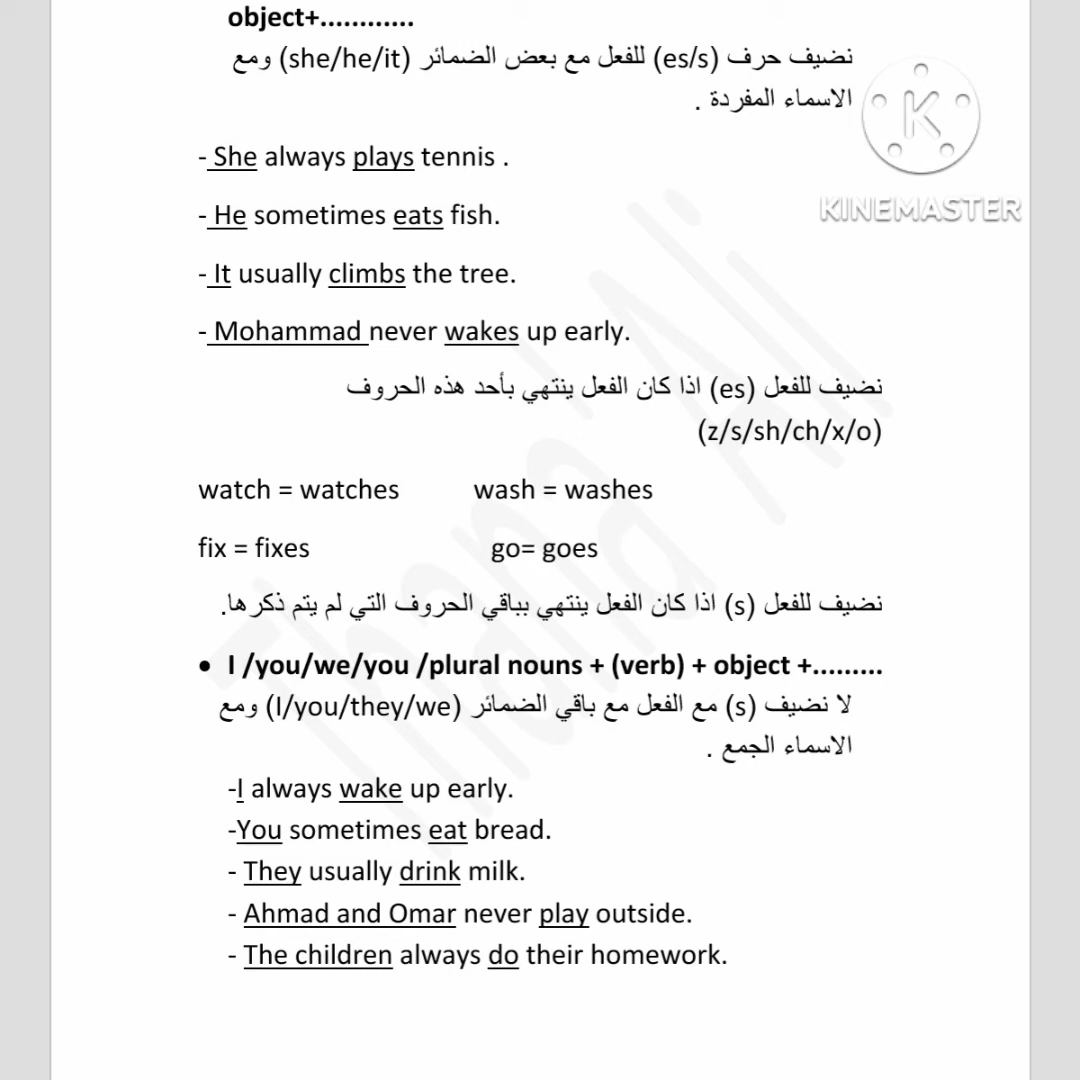 object+............
نضيف حرف (es/s) للفعل مع بعض الضمائر (she/he/it) ومع
الاسماء المفردة .
K
KINEMASTER
- She always plays tennis .
- He sometimes eats fish.
- It usually climbs the tree.
- Mohammad never wakes up early.
نضيف للفعل (es) اذا كان الفعل ينتهي بأحد هذه الحروف
(z/s/sh/ch/x/o)
watch = watches wash = washes
fix = fixes go= goes
نضيف للفعل (s) اذا كان الفعل ينتهي بباقي الحروف التي لم يتم ذكرها.
• I /you/we/you /plural nouns + (verb) + object +.........
لا نضيف (s) مع الفعل مع باقي الضمائر (I/you/they/we) ومع
الاسماء الجمع .
-I always wake up early.
-You sometimes eat bread.
- They usually drink milk.
- Ahmad and Omar never play outside.
- The children always do their homework.
Thana' Ali